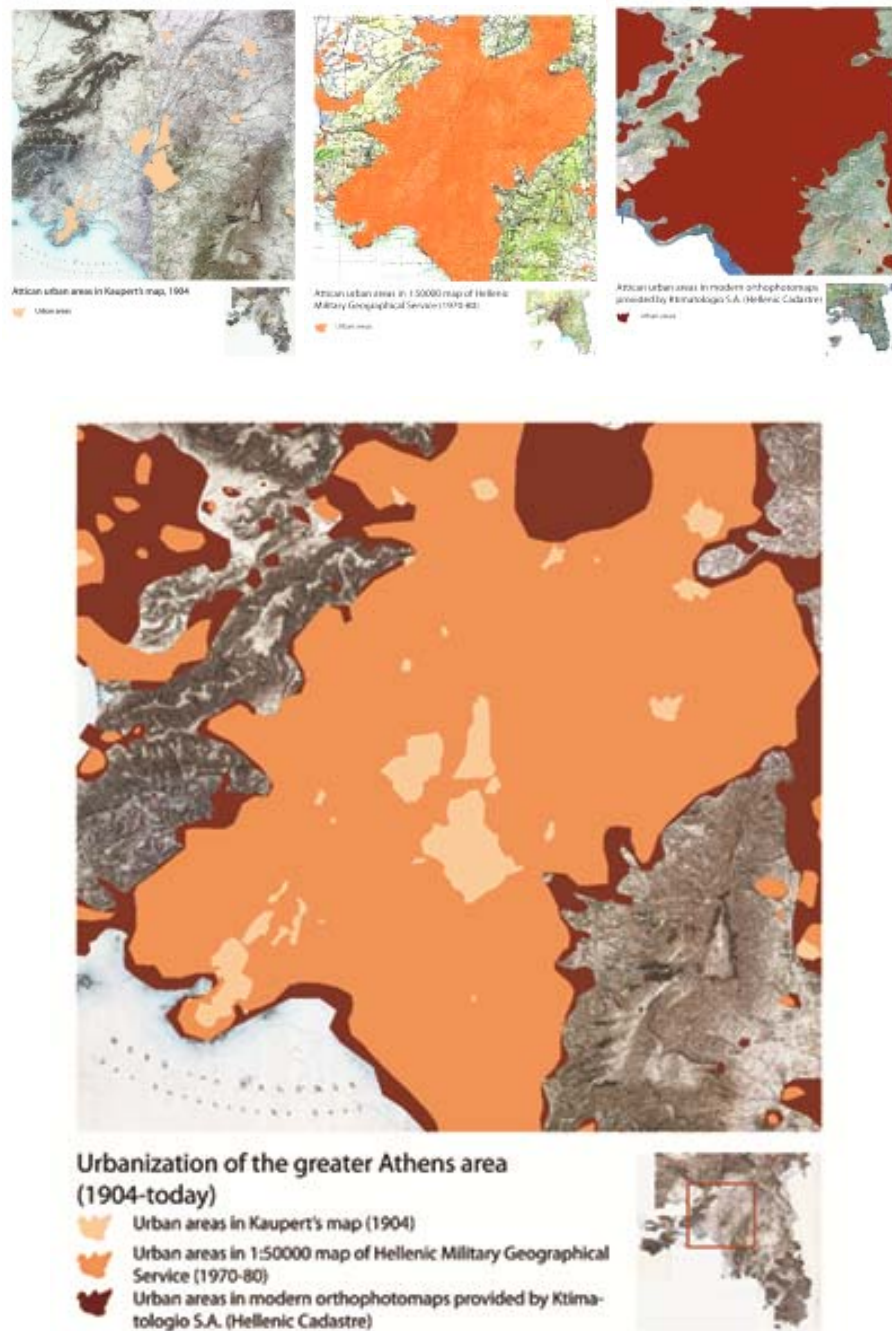 Attican urban areas in Kaupert's map, 1904
Urban areas
Attican urban areas in 1:50000 map of Hellenic
Military Geographical Service (1970-80)
Urban areas
Attican urban areas in modern orthophotomaps
provided by Ktimatologio S.A. (Hellenic Cadastre)
Urban areas
Urbanization of the greater Athens area
(1904-today)
Urban areas in Kaupert's map (1904)
Urban areas in 1:50000 map of Hellenic Military Geographical
Service (1970-80)
Urban areas in modern orthophotomaps provided by Ktima-
tologio S.A. (Hellenic Cadastre)